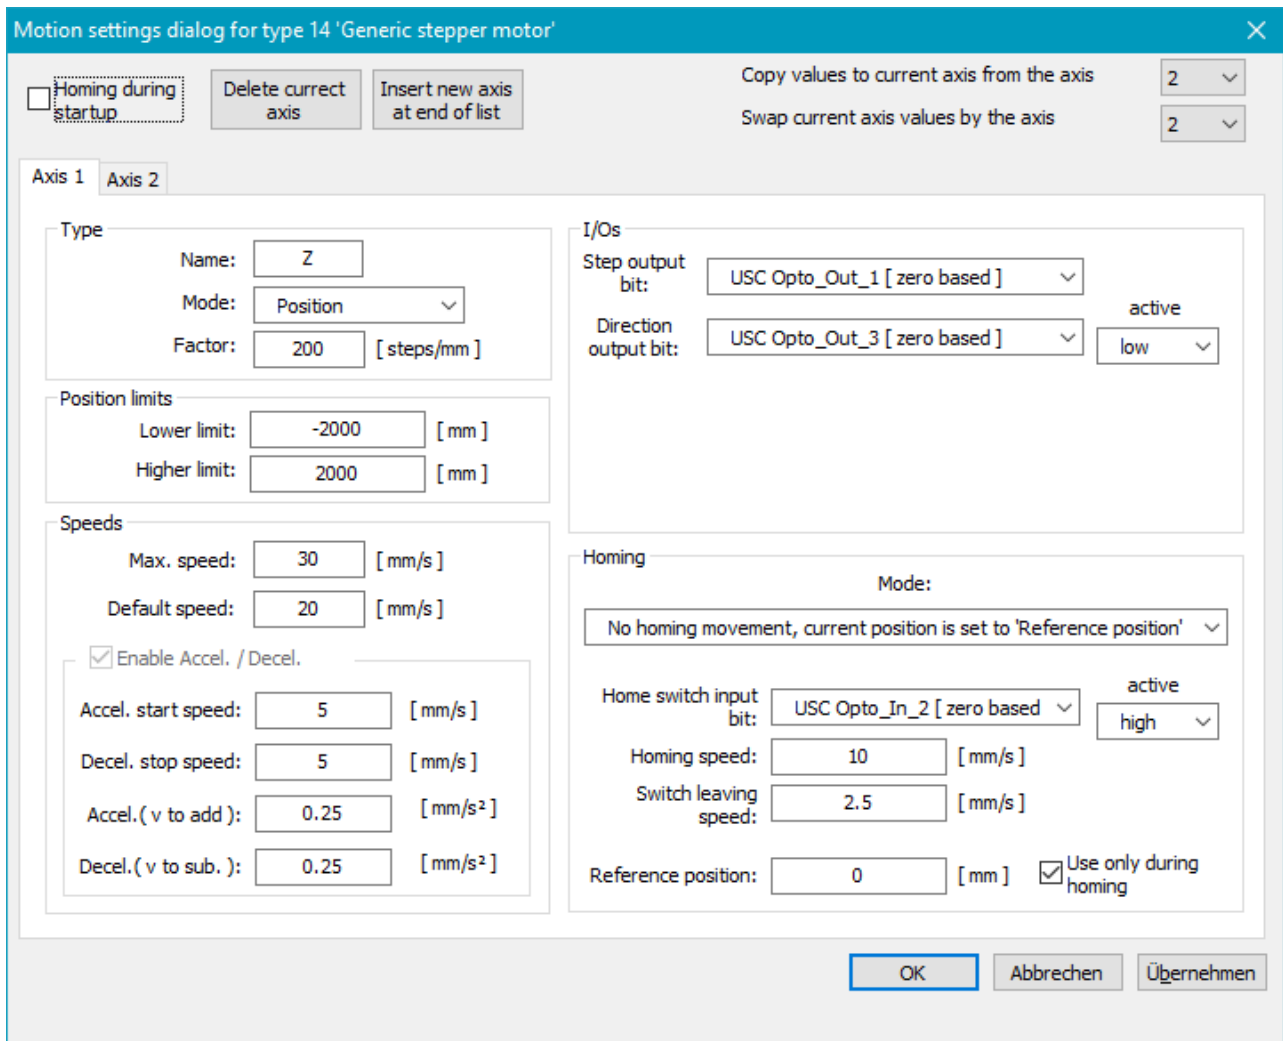 Motion settings dialog for type 14 'Generic stepper motor'
Homing during
startup
Delete currect
axis
Insert new axis
at end of list
Copy values to current axis from the axis
2
Swap current axis values by the axis
2
Axis 1
Axis 2
Type
Name:
Z
Mode:
Position
Factor:
200
[ steps/mm ]
Position limits
Lower limit:
-2000
[ mm ]
Higher limit:
2000
[ mm ]
Speeds
Max. speed:
30
[ mm/s ]
Default speed:
20
[ mm/s ]
Enable Accel. / Decel.
Accel. start speed:
5
[ mm/s ]
Decel. stop speed:
5
[ mm/s ]
Accel.( v to add ):
0.25
[ mm/s² ]
Decel.( v to sub. ):
0.25
[ mm/s² ]
I/Os
Step output
bit:
USC Opto_Out_1 [ zero based ]
Direction
output bit:
USC Opto_Out_3 [ zero based ]
active
low
Homing
Mode:
No homing movement, current position is set to 'Reference position'
Home switch input
bit:
USC Opto_In_2 [ zero based
active
high
Homing speed:
10
[ mm/s ]
Switch leaving
speed:
2.5
[ mm/s ]
Reference position:
0
[ mm ]
Use only during
homing
OK
Abbrechen
Übernehmen